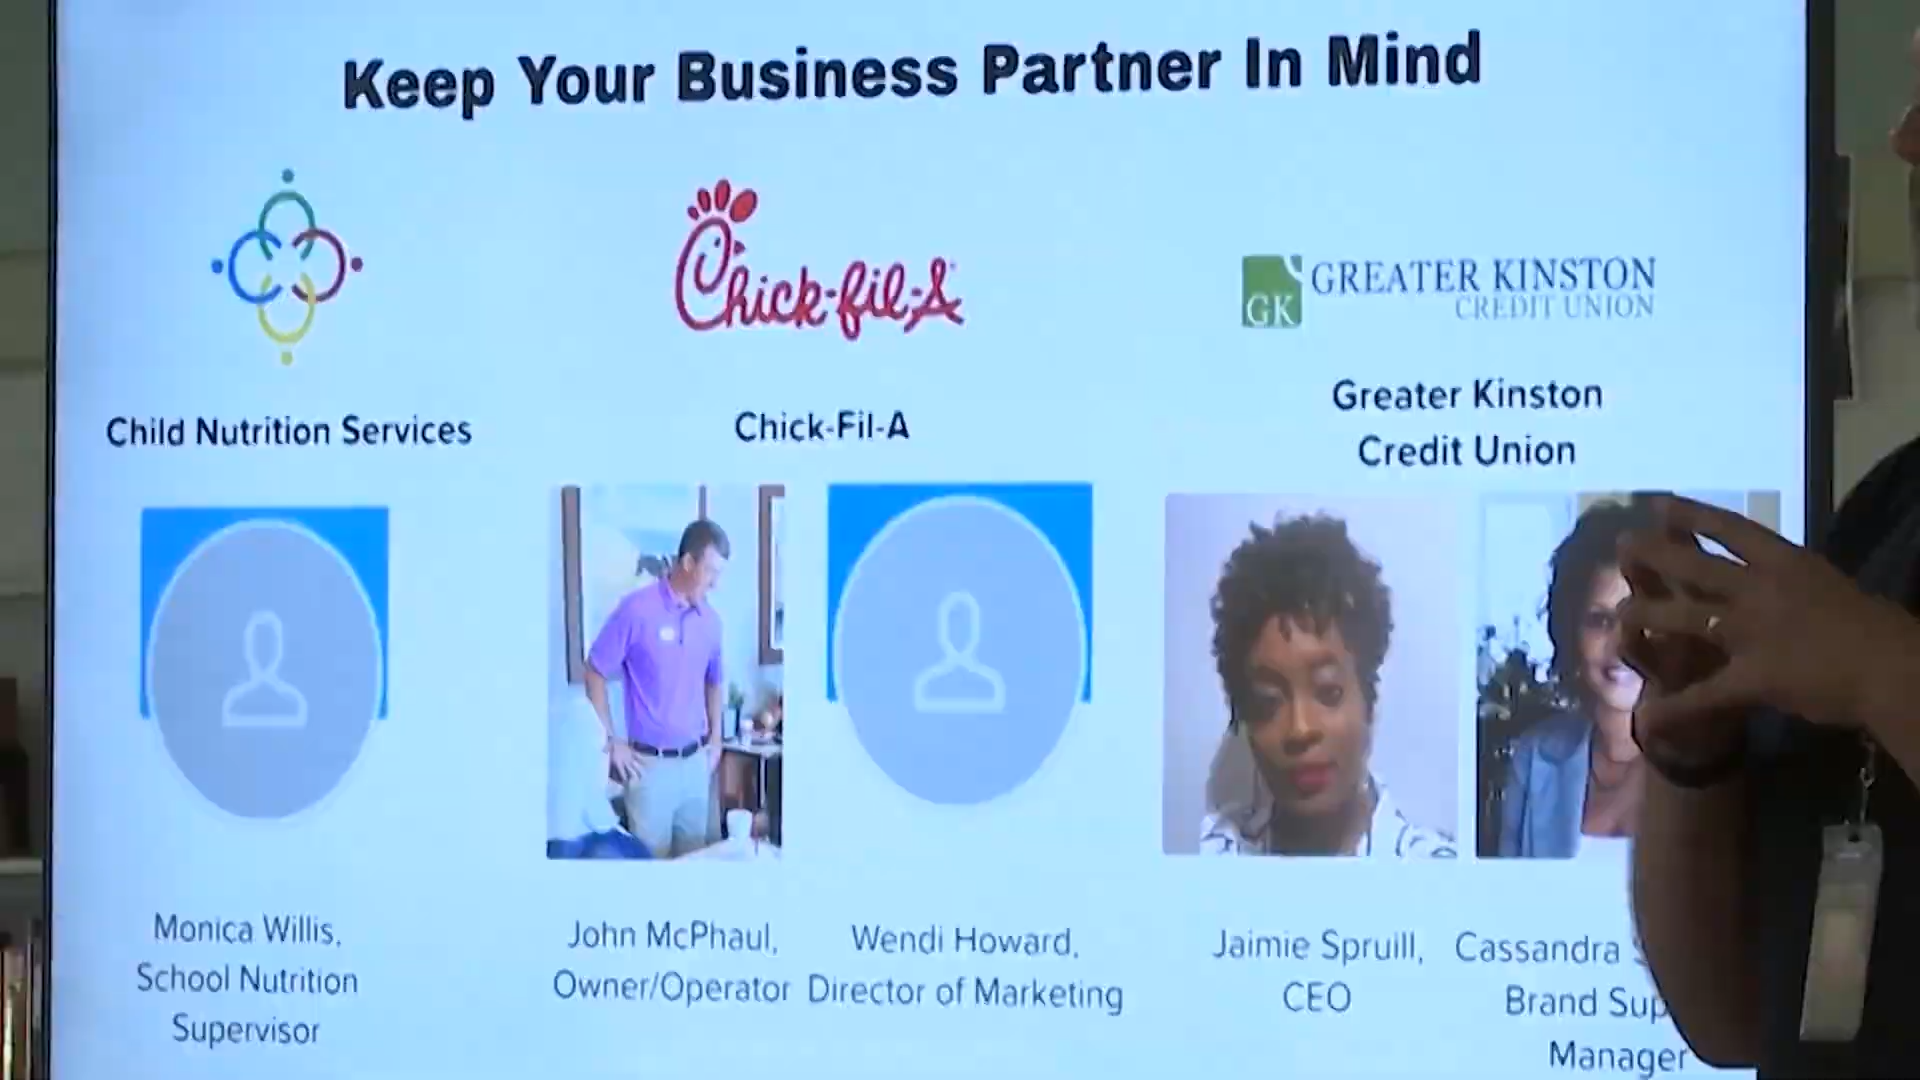 Keep Your Business Partner In Mind
Chick-fil-A
GK GREATER KINSTON
CREDIT UNION
Child Nutrition Services
Chick-Fil-A
Greater Kinston
Credit Union
Monica Willis,
School Nutrition
Supervisor
John McPhaul,
Owner/Operator
Wendi Howard,
Director of Marketing
Jaimie Spruill,
CEO
Cassandra
Brand
Manager